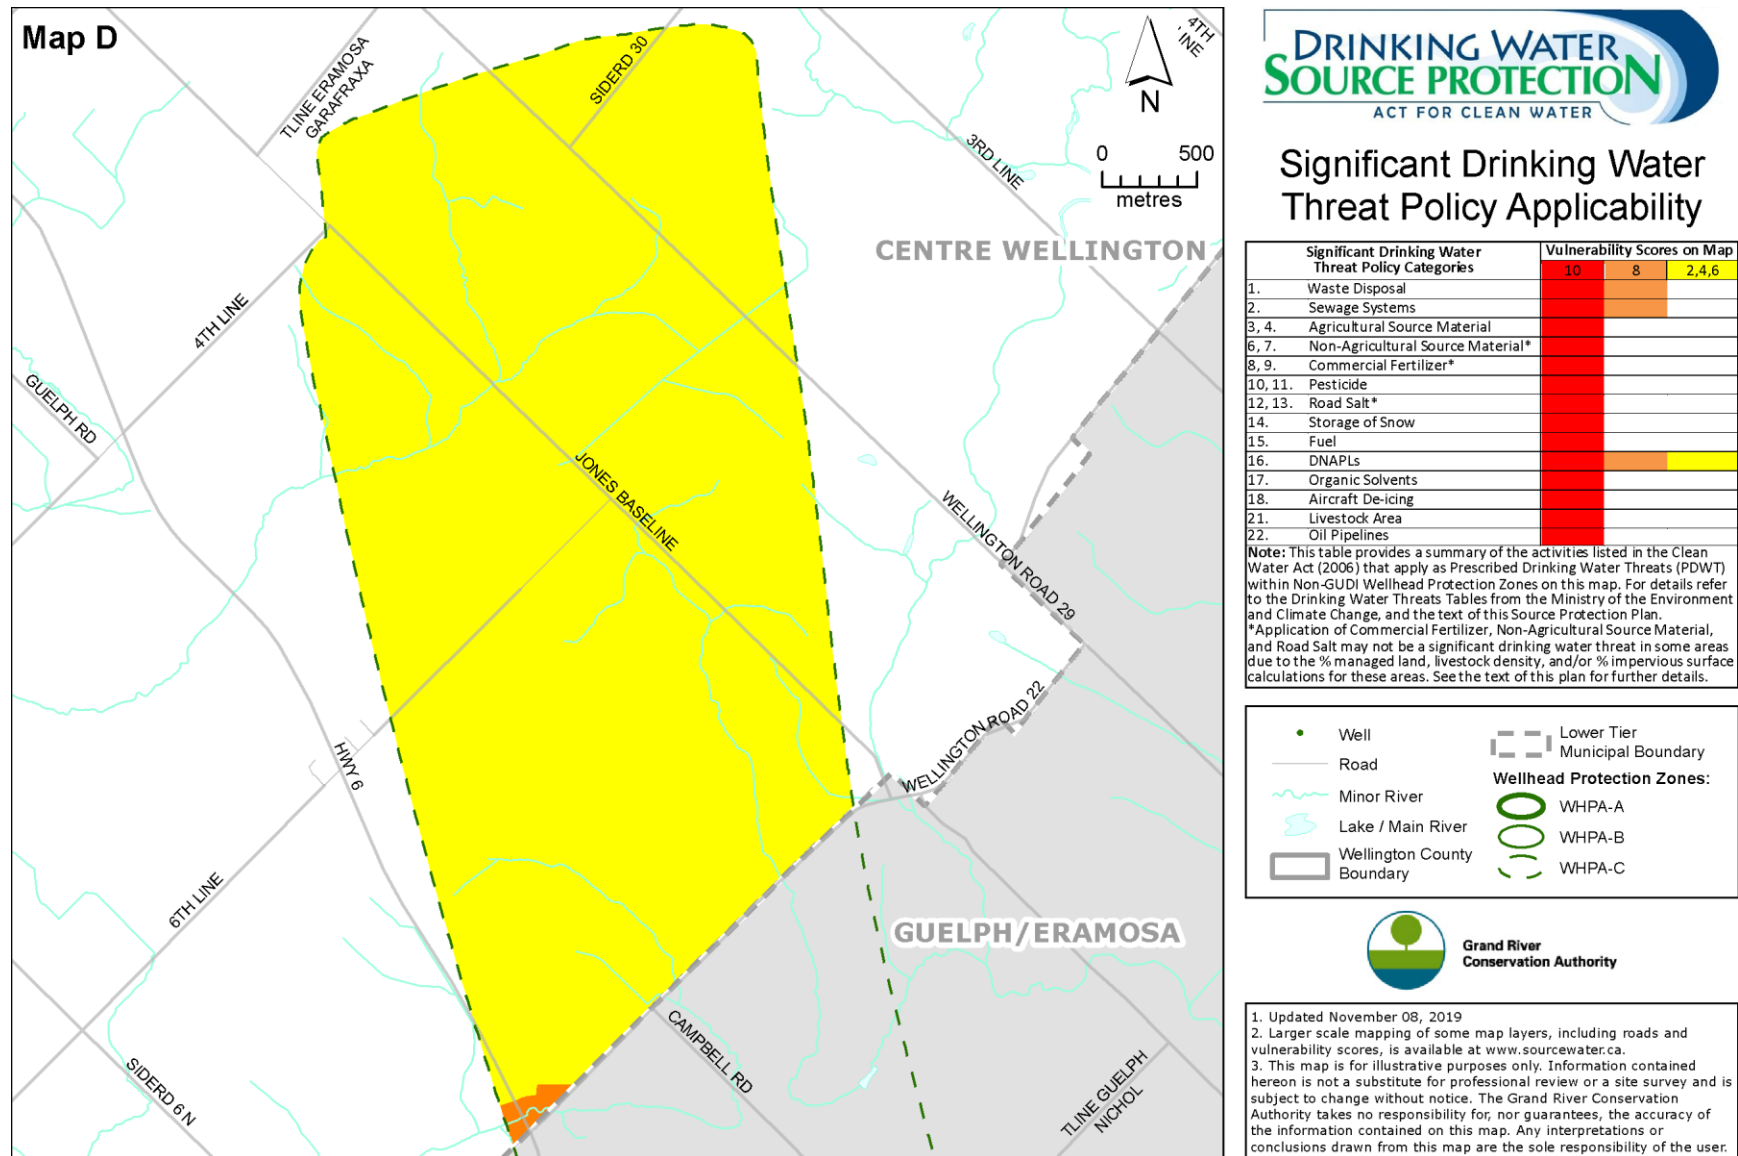 Map D
TLINE ERAMOSA
GARAFRAXA
SIDERD 30
4TH
INE
N
0 500
metres
3RD LINE
CENTRE WELLINGTON
4TH LINE
GUELPH RD
JONES BASELINE
WELLINGTON ROAD 29
WELLINGTON ROAD 22
HWY 6
6TH LINE
GUELPH/ERAMOSA
CAMPBELL RD
SIDERD 6 N
TLINE GUELPH
NICHOL
DRINKING WATER
SOURCE PROTECTION
ACT FOR CLEAN WATER
Significant Drinking Water
Threat Policy Applicability
Significant Drinking Water
Threat Policy Categories
Vulnerability Scores on Map
10 8 2,4,6
1. Waste Disposal
2. Sewage Systems
3, 4. Agricultural Source Material
6, 7. Non-Agricultural Source Material*
8, 9. Commercial Fertilizer*
10, 11. Pesticide
12, 13. Road Salt*
14. Storage of Snow
15. Fuel
16. DNAPLs
17. Organic Solvents
18. Aircraft De-icing
21. Livestock Area
22. Oil Pipelines
Note: This table provides a summary of the activities listed in the Clean
Water Act (2006) that apply as Prescribed Drinking Water Threats (PDWT)
within Non-GUDI Wellhead Protection Zones on this map. For details refer
to the Drinking Water Threats Tables from the Ministry of the Environment
and Climate Change, and the text of this Source Protection Plan.
*Application of Commercial Fertilizer, Non-Agricultural Source Material,
and Road Salt may not be a significant drinking water threat in some areas
due to the % managed land, livestock density, and/or % impervious surface
calculations for these areas. See the text of this plan for further details.
Well
Road
Minor River
Lake / Main River
Wellington County
Boundary
Lower Tier
Municipal Boundary
Wellhead Protection Zones:
WHPA-A
WHPA-B
WHPA-C
Grand River
Conservation Authority
1. Updated November 08, 2019
2. Larger scale mapping of some map layers, including roads and
vulnerability scores, is available at www.sourcewater.ca.
3. This map is for illustrative purposes only. Information contained
hereon is not a substitute for professional review or a site survey and is
subject to change without notice. The Grand River Conservation
Authority takes no responsibility for, nor guarantees, the accuracy of
the information contained on this map. Any interpretations or
conclusions drawn from this map are the sole responsibility of the user.